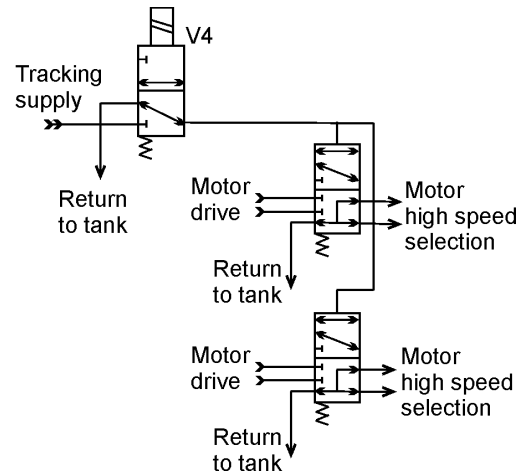 V4
Tracking
supply
Return
to tank
Motor
drive
Motor
high speed
selection
Return
to tank
Motor
drive
Motor
high speed
selection
Return
to tank